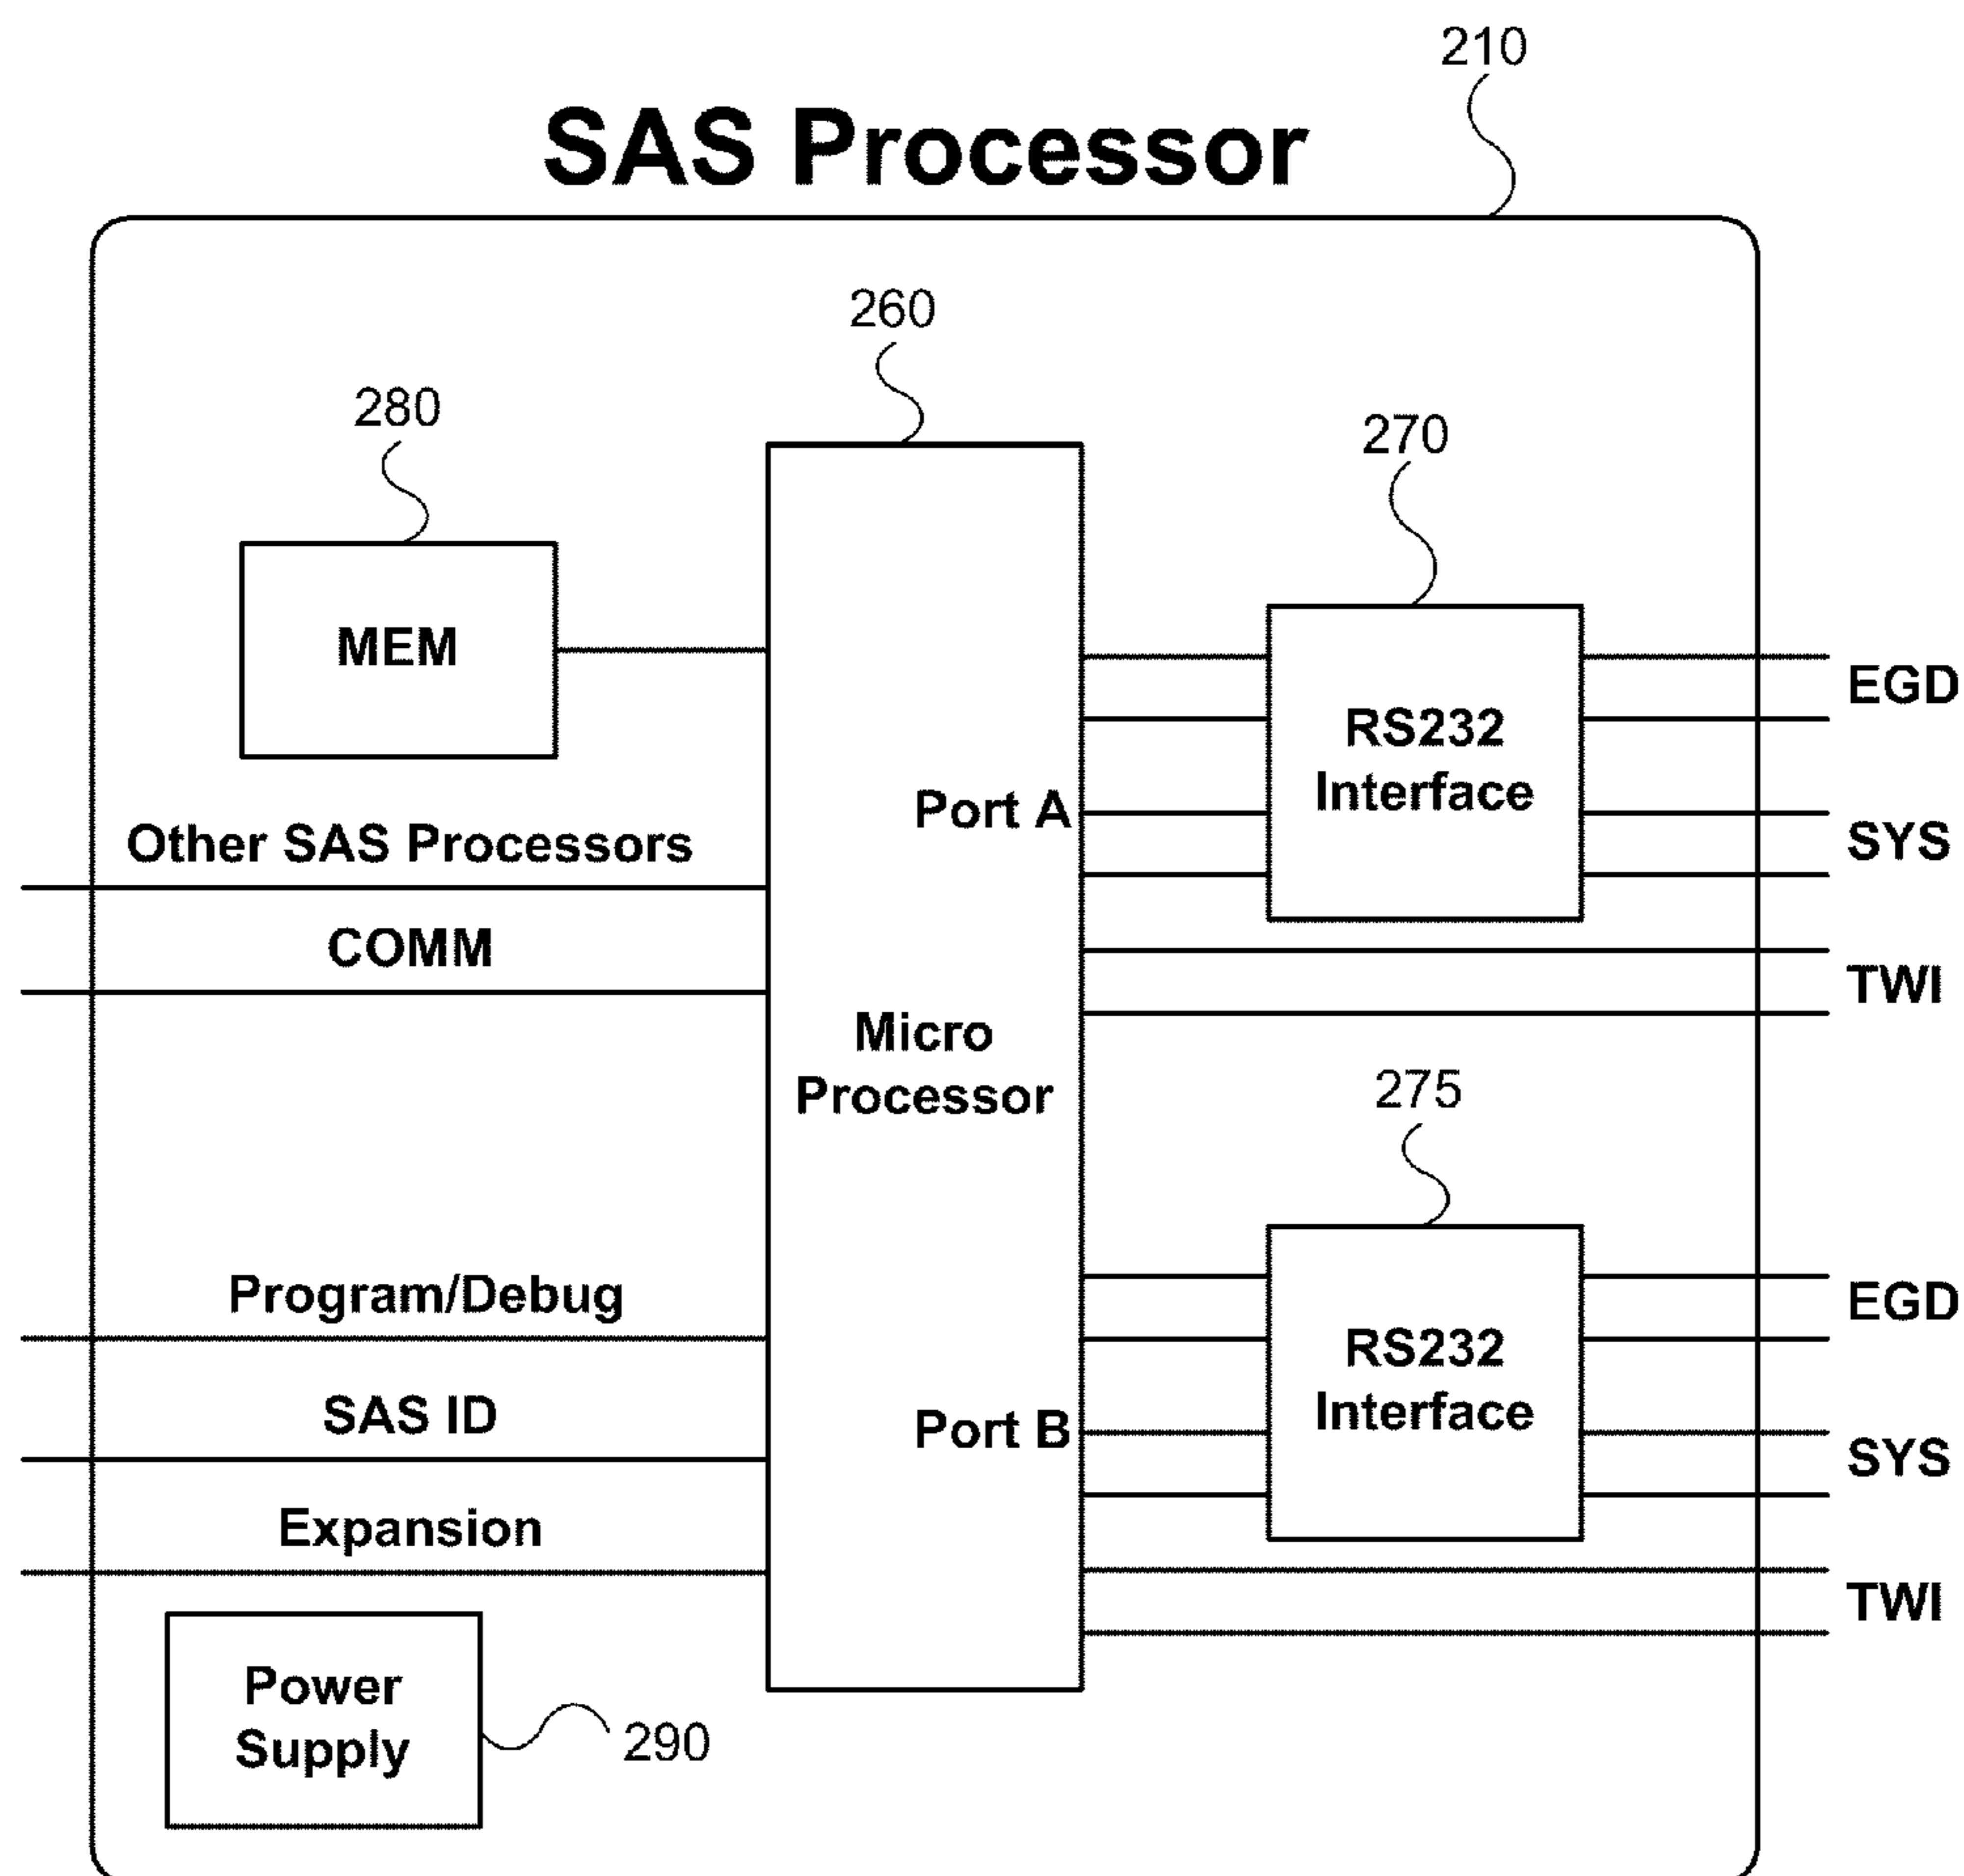 210
SAS Processor
260
280
270
MEM
EGD
RS232
Interface
Port A
Other SAS Processors
SYS
COMM
TWI
Micro
Processor
275
Program/Debug
EGD
RS232
Interface
SAS ID
Port B
SYS
Expansion
TWI
Power
Supply
290